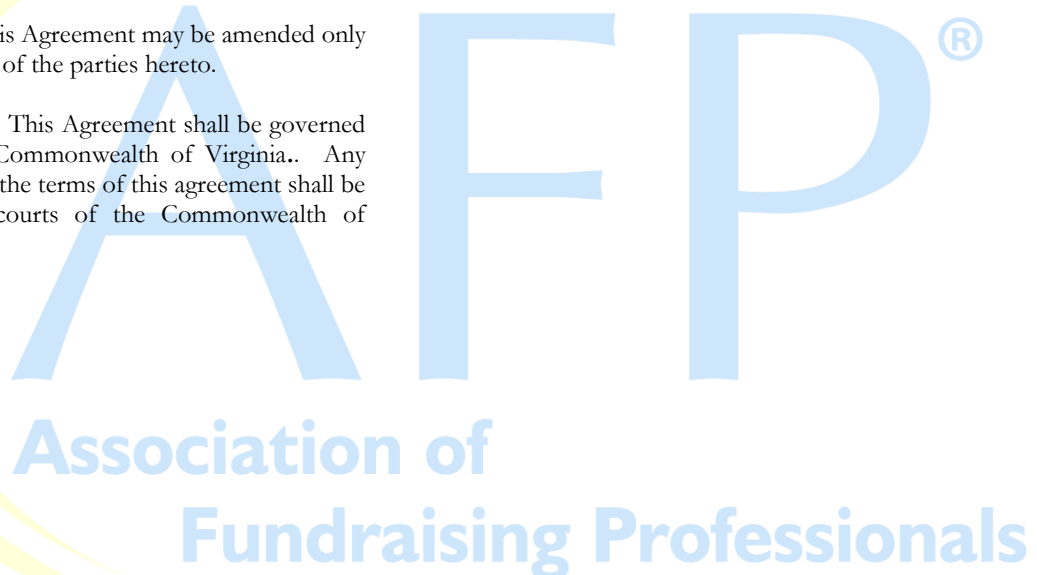 is Agreement may be amended only
of the parties hereto.
This Agreement shall be governed
Commonwealth of Virginia.. Any
the terms of this agreement shall be
courts of the Commonwealth of
AFP®
Association of
Fundraising Professionals